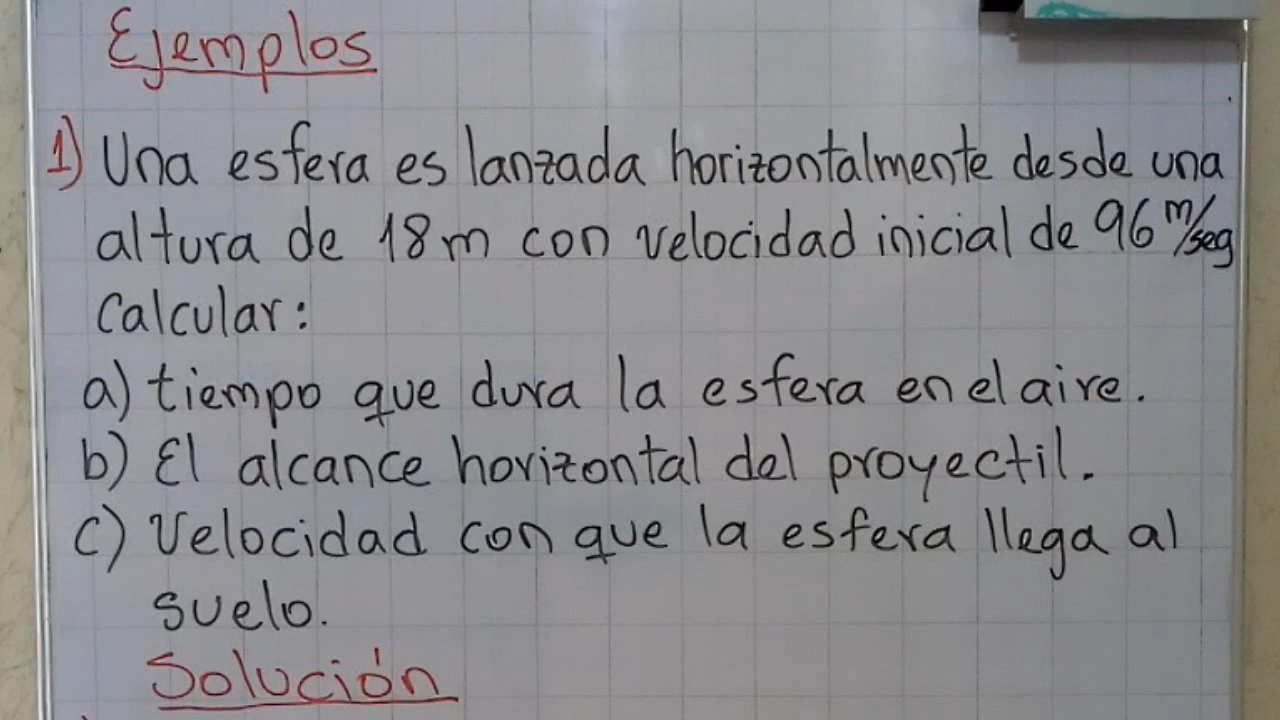 Ejemplos
1) Una esfera es lanzada horizontalmente desde una
altura de 18m con velocidad inicial de 96 m/seg
Calcular:
a) tiempo que dura la esfera en el aire.
b) El alcance horizontal del proyectil.
c) Velocidad con que la esfera llega al
suelo.
Solución